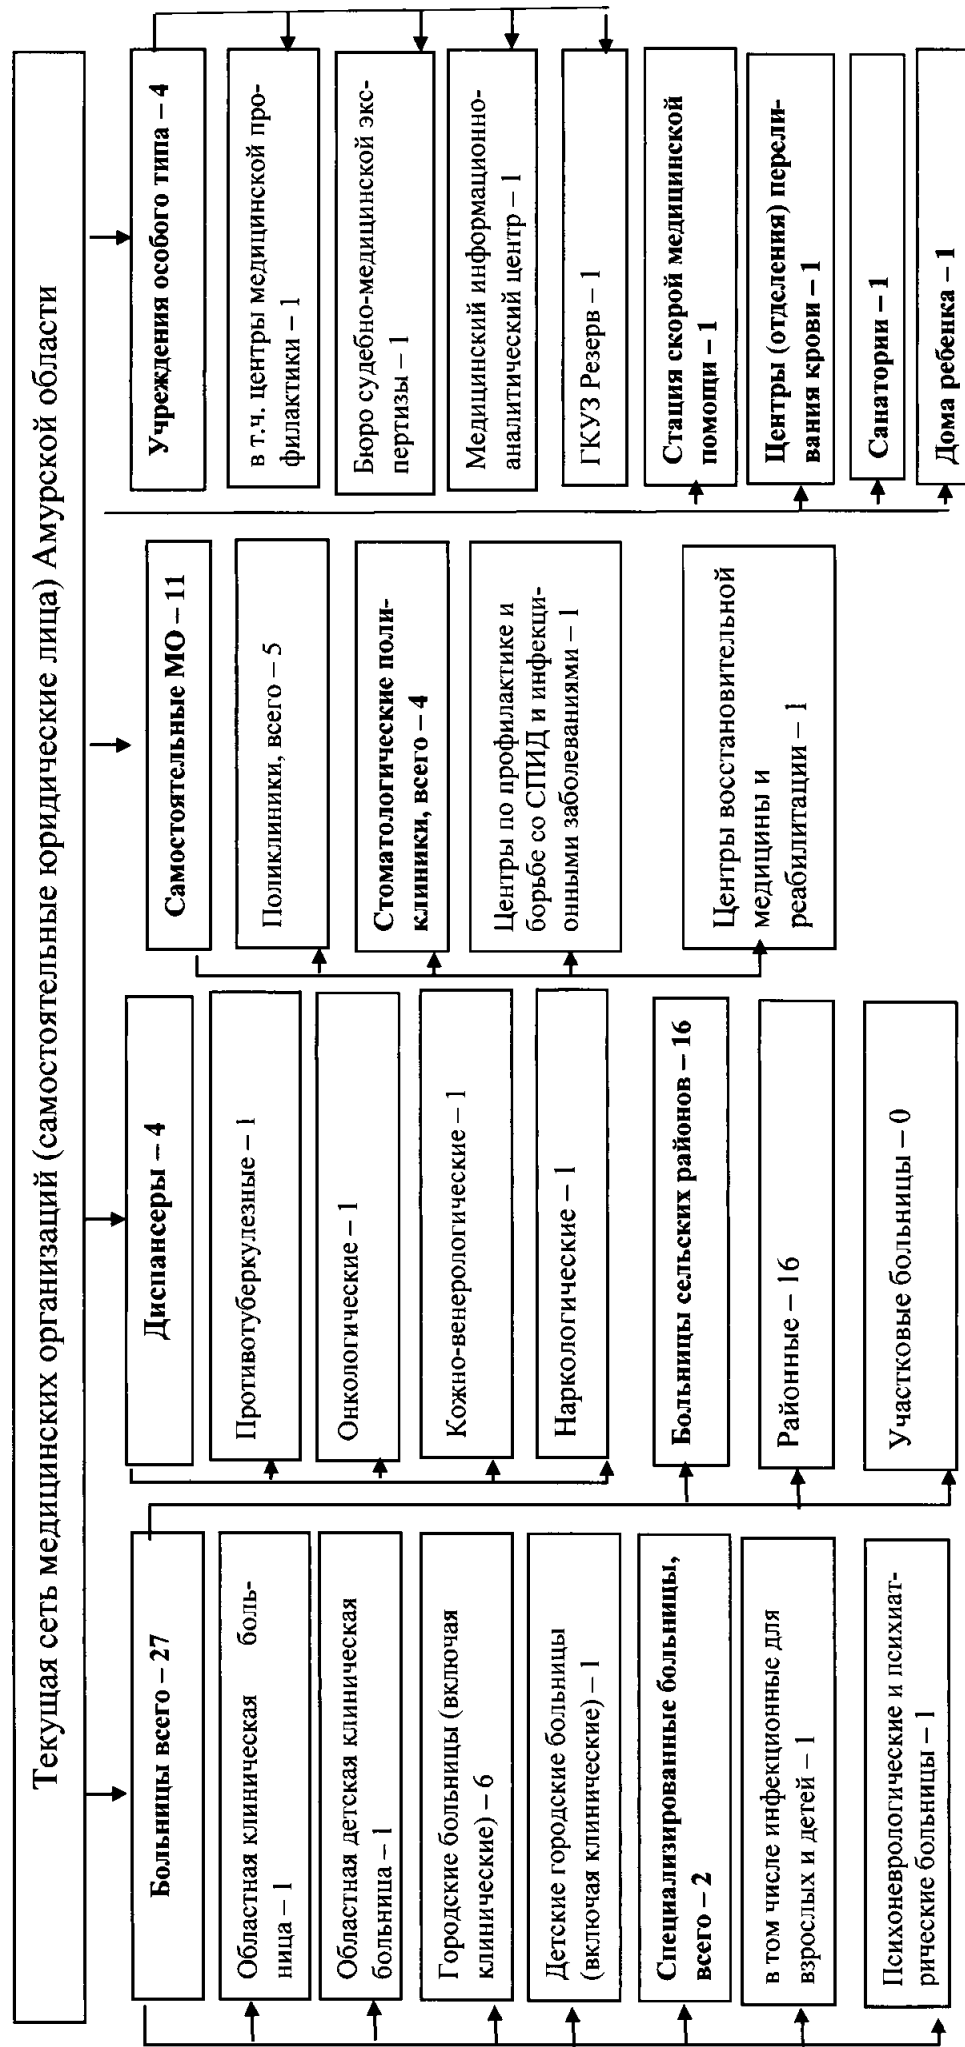 Текущая сеть медицинских организаций (самостоятельные юридические лица) Амурской области
Больницы всего – 27
Областная клиническая боль-
ница – 1
Областная детская клиническая
больница – 1
Городские больницы (включая
клинические) – 6
Детские городские больницы
(включая клинические) – 1
Специализированные больницы,
всего – 2
в том числе инфекционные для
взрослых и детей – 1
Психоневрологические и психиат-
рические больницы – 1
Диспансеры – 4
Противотуберкулезные – 1
Онкологические – 1
Кожно-венерологические – 1
Наркологические – 1
Больницы сельских районов – 16
Районные – 16
Участковые больницы – 0
Самостоятельные МО – 11
Поликлиники, всего – 5
Стоматологические поли-
клиники, всего – 4
Центры по профилактике и
борьбе со СПИД и инфекци-
онными заболеваниями – 1
Центры восстановительной
медицины и
реабилитации – 1
Учреждения особого типа – 4
в т.ч. центры медицинской про-
филактики – 1
Бюро судебно-медицинской экс-
пертизы – 1
Медицинский информационно-
аналитический центр – 1
ГКУЗ Резерв – 1
Стация скорой медицинской
помощи – 1
Центры (отделения) перели-
вания крови – 1
Санатории – 1
Дома ребенка – 1